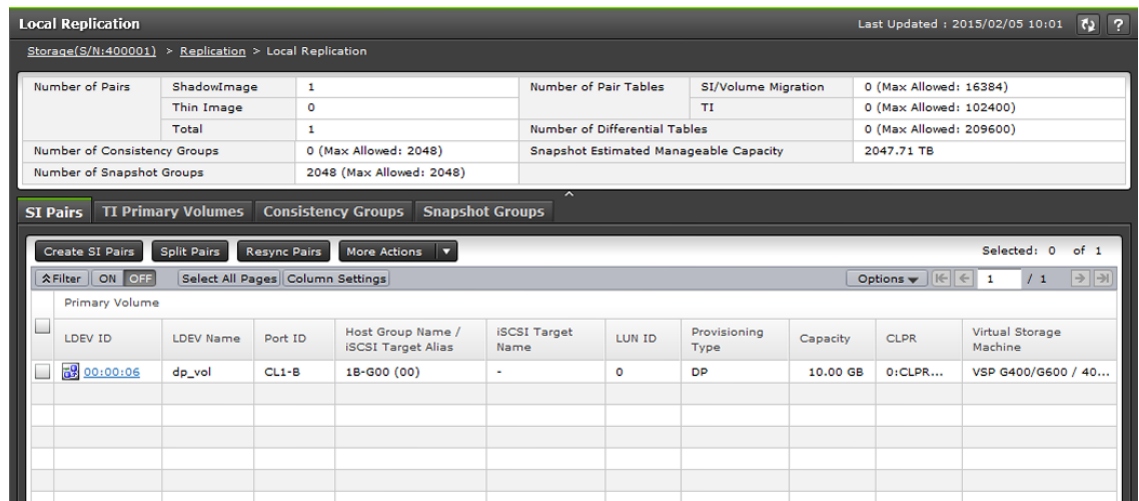 Local Replication Last Updated : 2015/02/05 10:01 ?
Storage(S/N:400001) > Replication > Local Replication
Number of Pairs ShadowImage 1 Number of Pair Tables SI/Volume Migration 0 (Max Allowed: 16384)
Thin Image 0 TI 0 (Max Allowed: 102400)
Total 1 Number of Differential Tables 0 (Max Allowed: 209600)
Number of Consistency Groups 0 (Max Allowed: 2048) Snapshot Estimated Manageable Capacity 2047.71 TB
Number of Snapshot Groups 2048 (Max Allowed: 2048)
SI Pairs TI Primary Volumes Consistency Groups Snapshot Groups
Create SI Pairs Split Pairs Resync Pairs More Actions Selected: 0 of 1
Filter ON OFF Select All Pages Column Settings Options 1 / 1
Primary Volume
LDEV ID LDEV Name Port ID Host Group Name / iSCSI Target Alias iSCSI Target Name LUN ID Provisioning Type Capacity CLPR Virtual Storage Machine
00:00:06 dp_vol CL1-B 1B-G00 (00) - 0 DP 10.00 GB 0:CLPR... VSP G400/G600 / 40...